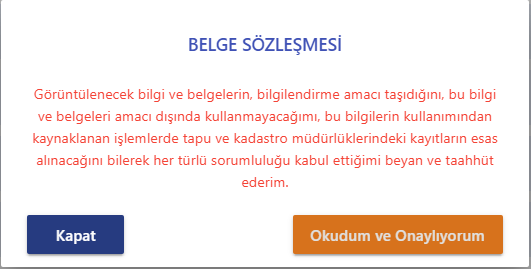 BELGE SÖZLEŞMESİ
Görüntülenecek bilgi ve belgelerin, bilgilendirme amacı taşıdığını, bu bilgi
ve belgeleri amacı dışında kullanmayacağımı, bu bilgilerin kullanımından
kaynaklanan işlemlerde tapu ve kadastro müdürlüklerindeki kayıtların esas
alınacağını bilerek her türlü sorumluluğu kabul ettiğimi beyan ve taahhüt
ederim.
Kapat
Okudum ve Onaylıyorum